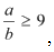 a/b ≥ 9,